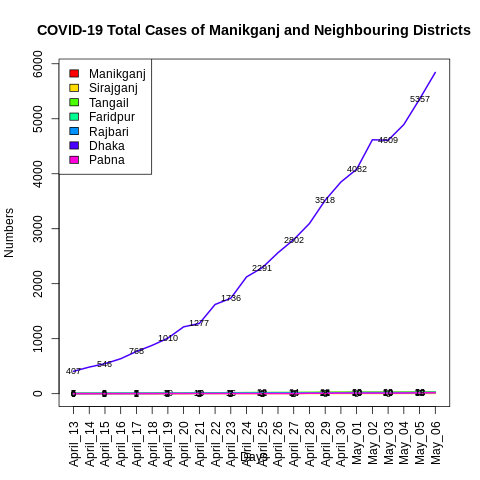 COVID-19 Total Cases of Manikganj and Neighbouring Districts
Manikganj
Sirajganj
Tangail
Faridpur
Rajbari
Dhaka
Pabna
Numbers
6000
5000
4000
3000
2000
1000
0
407
546
768
1010
1277
1736
2291
2802
3518
4082
4609
5357
April_13
April_14
April_15
April_16
April_17
April_18
April_19
April_20
April_21
April_22
April_23
April_24
April_25
April_26
April_27
April_28
April_29
April_30
May_01
May_02
May_03
May_04
May_05
May_06
Days